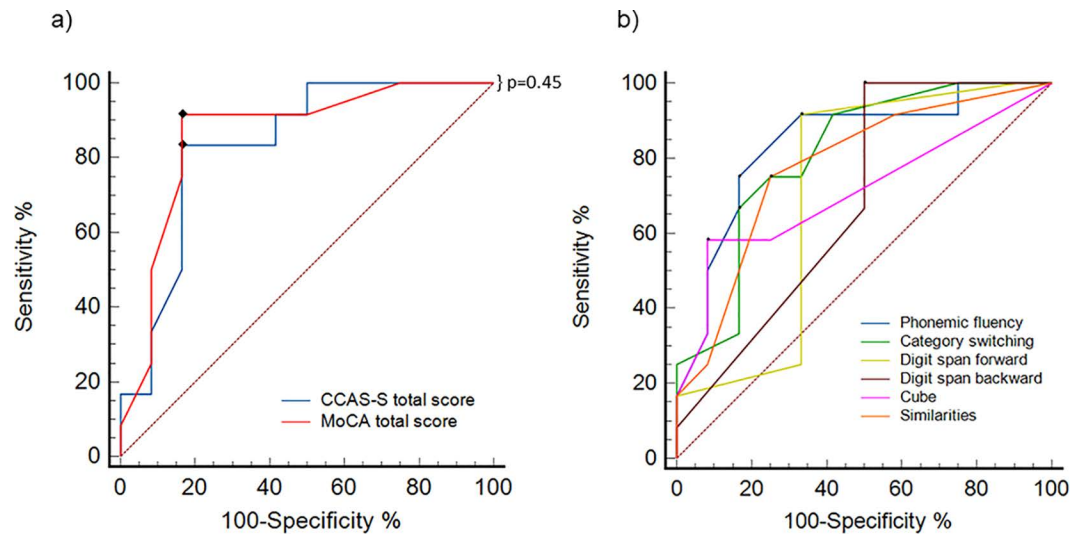 a)
Sensitivity %
100
80
60
40
20
0
} p=0.45
CCAS-S total score
MoCA total score
0 20 40 60 80 100
100-Specificity %
b)
Sensitivity %
100
80
60
40
20
0
Phonemic fluency
Category switching
Digit span forward
Digit span backward
Cube
Similarities
0 20 40 60 80 100
100-Specificity %